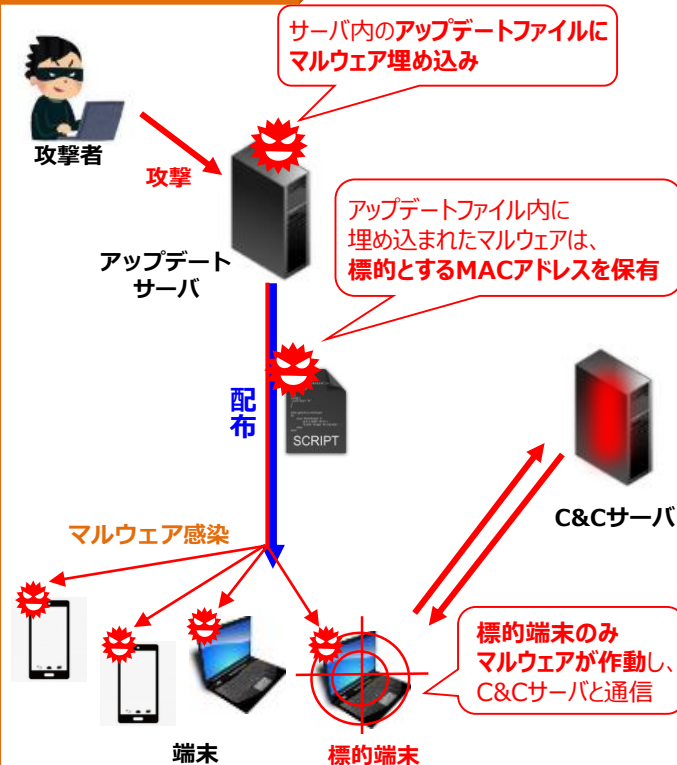 サーバ内のアップデートファイルに
マルウェア埋め込み
攻撃者
攻撃
アップデートファイル内に
埋め込まれたマルウェアは、
標的とするMACアドレスを保有
アップデート
サーバ
配
布
SCRIPT
C&Cサーバ
マルウェア感染
標的端末のみ
マルウェアが作動し、
C&Cサーバと通信
端末
標的端末